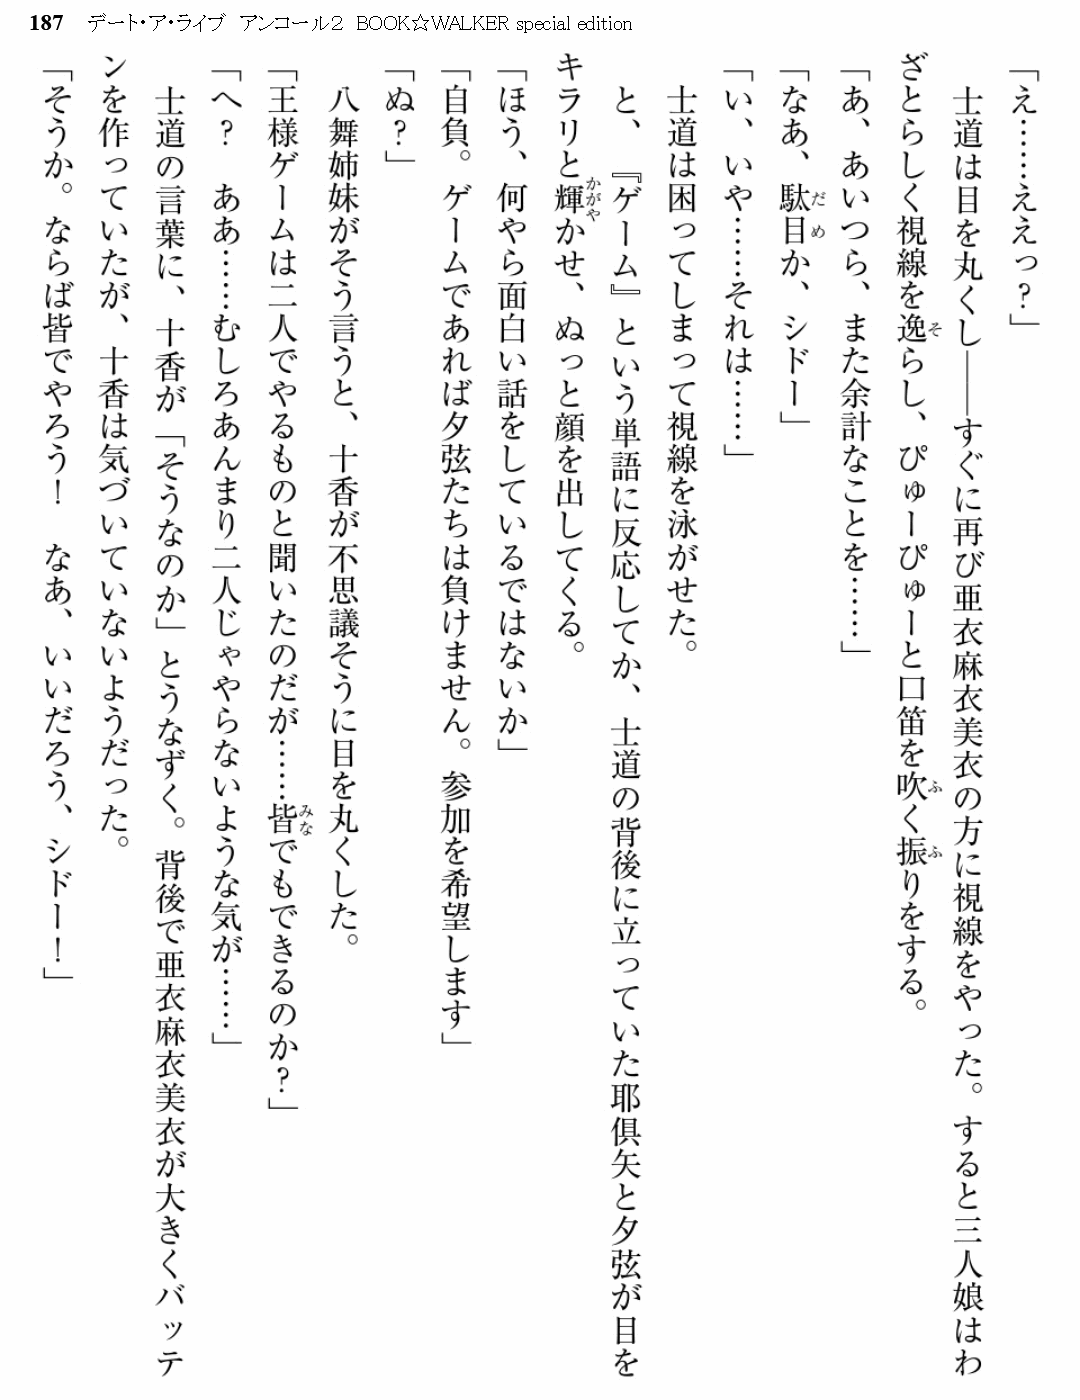 187 デート・ア・ライブ アンコール2 BOOK☆WALKER special edition
「え……ええっ？」
　士道は目を丸くし――すぐに再び亜衣麻衣美衣の方に視線をやった。すると三人娘はわ
ざとらしく視線を逸らし、ぴゅーぴゅーと口笛を吹く振りをする。
「あ、あいつら、また余計なことを……」
「なあ、駄目か、シドー」
「い、いや……それは……」
　士道は困ってしまって視線を泳がせた。
　と、『ゲーム』という単語に反応してか、士道の背後に立っていた耶倶矢と夕弦が目を
キラリと輝かせ、ぬっと顔を出してくる。
「ほう、何やら面白い話をしているではないか」
「自負。ゲームであれば夕弦たちは負けません。参加を希望します」
「ぬ？」
　八舞姉妹がそう言うと、十香が不思議そうに目を丸くした。
「王様ゲームは二人でやるものと聞いたのだが……皆でもできるのか？」
「へ？　ああ……むしろあんまり二人じゃやらないような気が……」
　士道の言葉に、十香が「そうなのか」とうなずく。背後で亜衣麻衣美衣が大きくバッテ
ンを作っていたが、十香は気づいていないようだった。
「そうか。ならば皆でやろう！　なあ、いいだろう、シドー！」